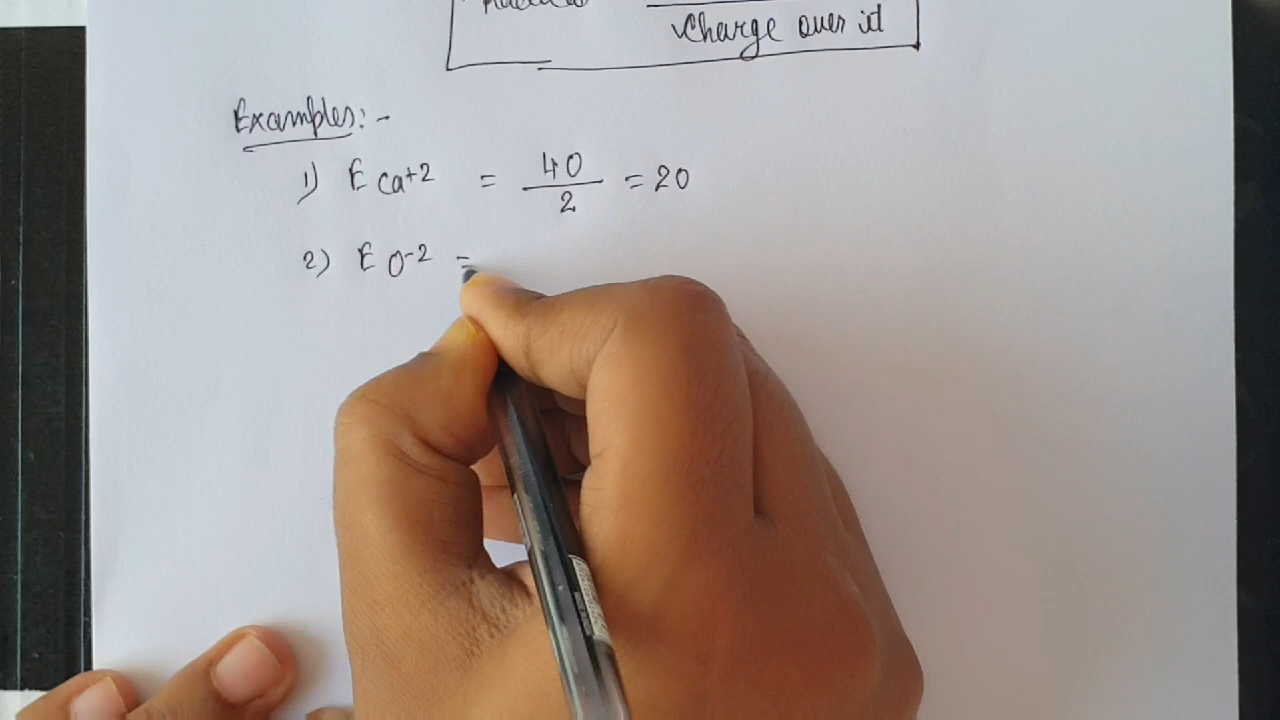 Charge over it
Examples:-
1) E Ca+2 = 40/2 = 20
2) E O-2 =